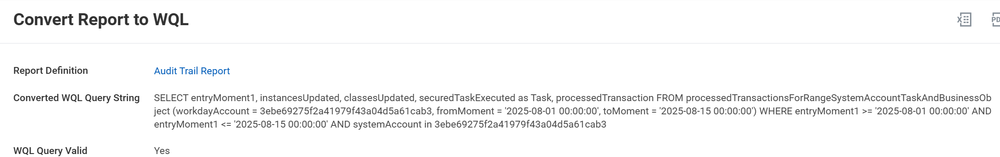 Convert Report to WQL
X
PD
Report Definition
Audit Trail Report
Converted WQL Query String
SELECT entryMoment1, instancesUpdated, classesUpdated, securedTaskExecuted as Task, processedTransaction FROM processedTransactionsForRangeSystemAccountTaskAndBusinessOb
ject (workdayAccount = 3ebe69275f2a41979f43a04d5a61cab3, fromMoment = '2025-08-01 00:00:00', toMoment = '2025-08-15 00:00:00') WHERE entryMoment1 >= '2025-08-01 00:00:00' AND
entryMoment1 <= '2025-08-15 00:00:00' AND systemAccount in 3ebe69275f2a41979f43a04d5a61cab3
WQL Query Valid
Yes